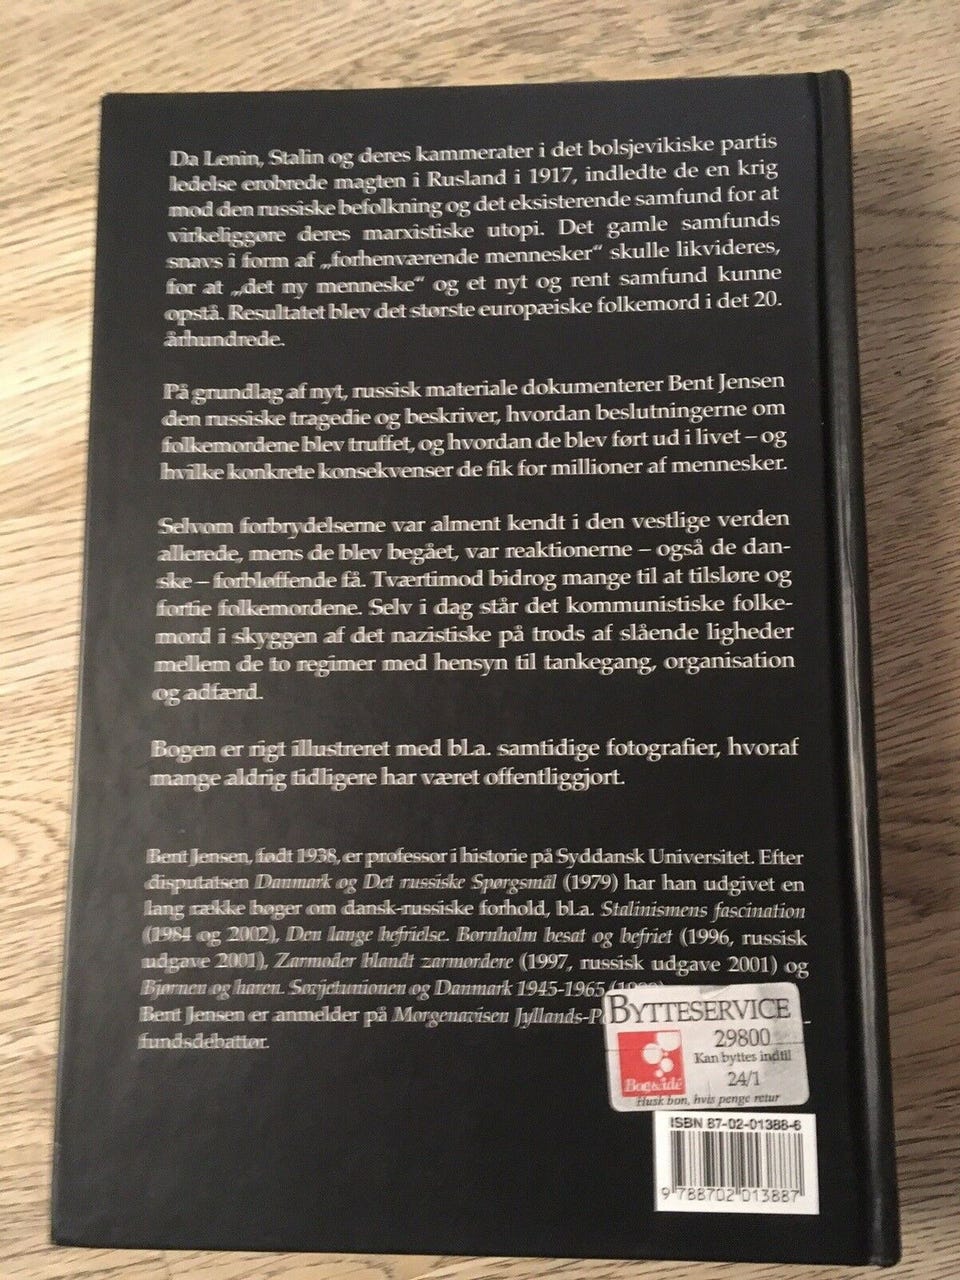 Da Lenin, Stalin og deres kammerater i det bolsjevikiske partis
ledelse erobrede magten i Rusland i 1917, indledte de en krig
mod den russiske befolkning og det eksisterende samfund for at
virkeliggøre deres marxistiske utopi. Det gamle samfunds
snavs i form af „forhenværende mennesker“ skulle likvideres,
for at „det ny menneske“ og et nyt og rent samfund kunne
opstå. Resultatet blev det største europæiske folkemord i det 20.
århundrede.
På grundlag af nyt, russisk materiale dokumenterer Bent Jensen
den russiske tragedie og beskriver, hvordan beslutningerne om
folkemordene blev truffet, og hvordan de blev ført ud i livet – og
hvilke konkrete konsekvenser de fik for millioner af mennesker.
Selvom forbrydelserne var alment kendt i den vestlige verden
allerede, mens de blev begået, var reaktionerne – også de dan-
ske – forbløffende få. Tværtimod bidrog mange til at tilsløre og
fortie folkemordene. Selv i dag står det kommunistiske folke-
mord i skyggen af det nazistiske på trods af slående ligheder
mellem de to regimer med hensyn til tankegang, organisation
og adfærd.
Bogen er rigt illustreret med bl.a. samtidige fotografier, hvoraf
mange aldrig tidligere har været offentliggjort.
Bent Jensen, født 1938, er professor i historie på Syddansk Universitet. Efter
disputatsen Danmark og Det russiske Spørgsmål (1979) har han udgivet en
lang række bøger om dansk-russiske forhold, bl.a. Stalinismens fascination
(1984 og 2002), Den lange befrielse. Bornholm besat og befriet (1996, russisk
udgave 2001), Zarmoder blandt zarmordere (1997, russisk udgave 2001) og
Bjørnen og haren. Sovjetunionen og Danmark 1945-1965
Bent Jensen er anmelder på Morgenavisen Jyllands-P
fundsdebattør.
BYTTESERVICE
29800
Kan byttes indtil
24/1
Bog&idé
Husk bon, hvis penge retur
ISBN 87-02-01388-6
9 788702 013887